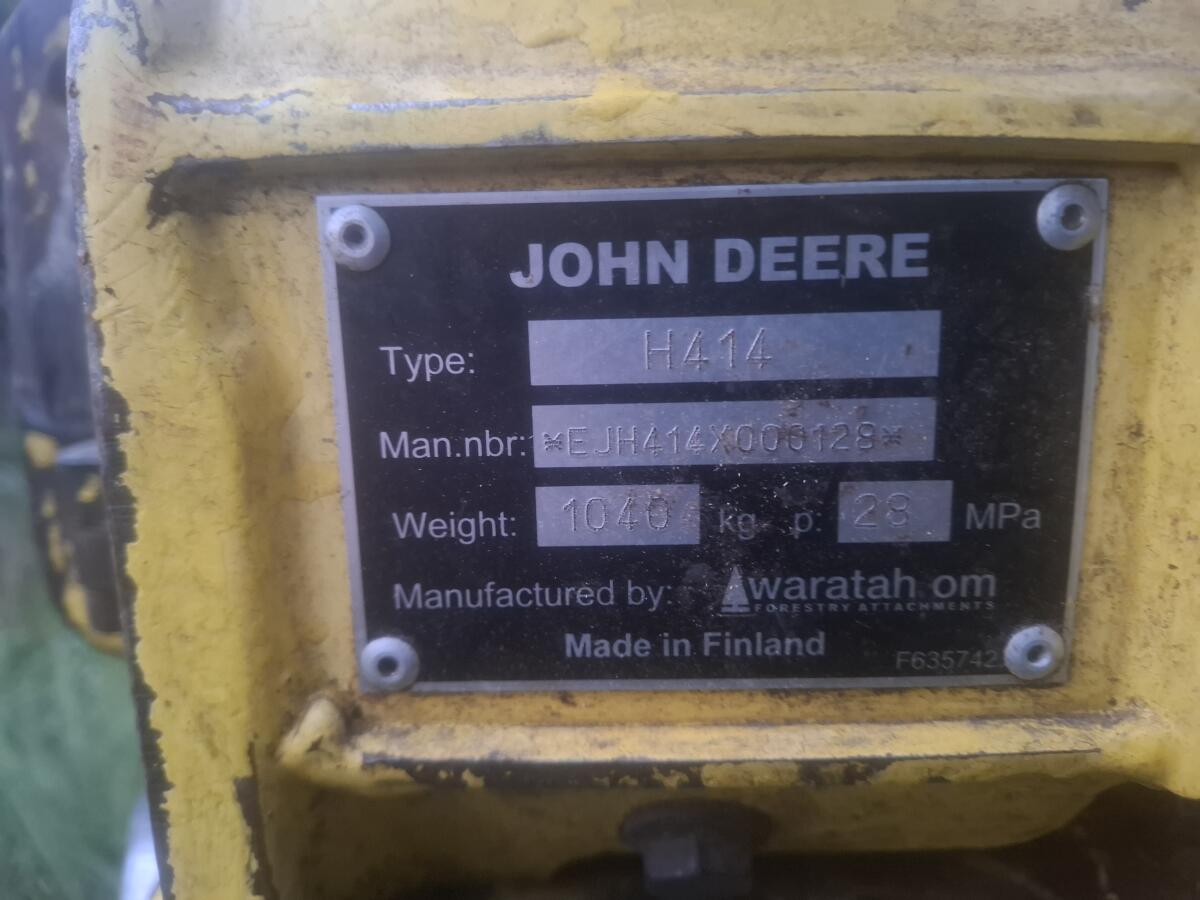 JOHN DEERE
Type: H414
Man.nbr: *EJH414X000128*
Weight: 1040 kg p: 28 MPa
Manufactured by: waratah om
FORESTRY ATTACHMENTS
Made in Finland
F635742